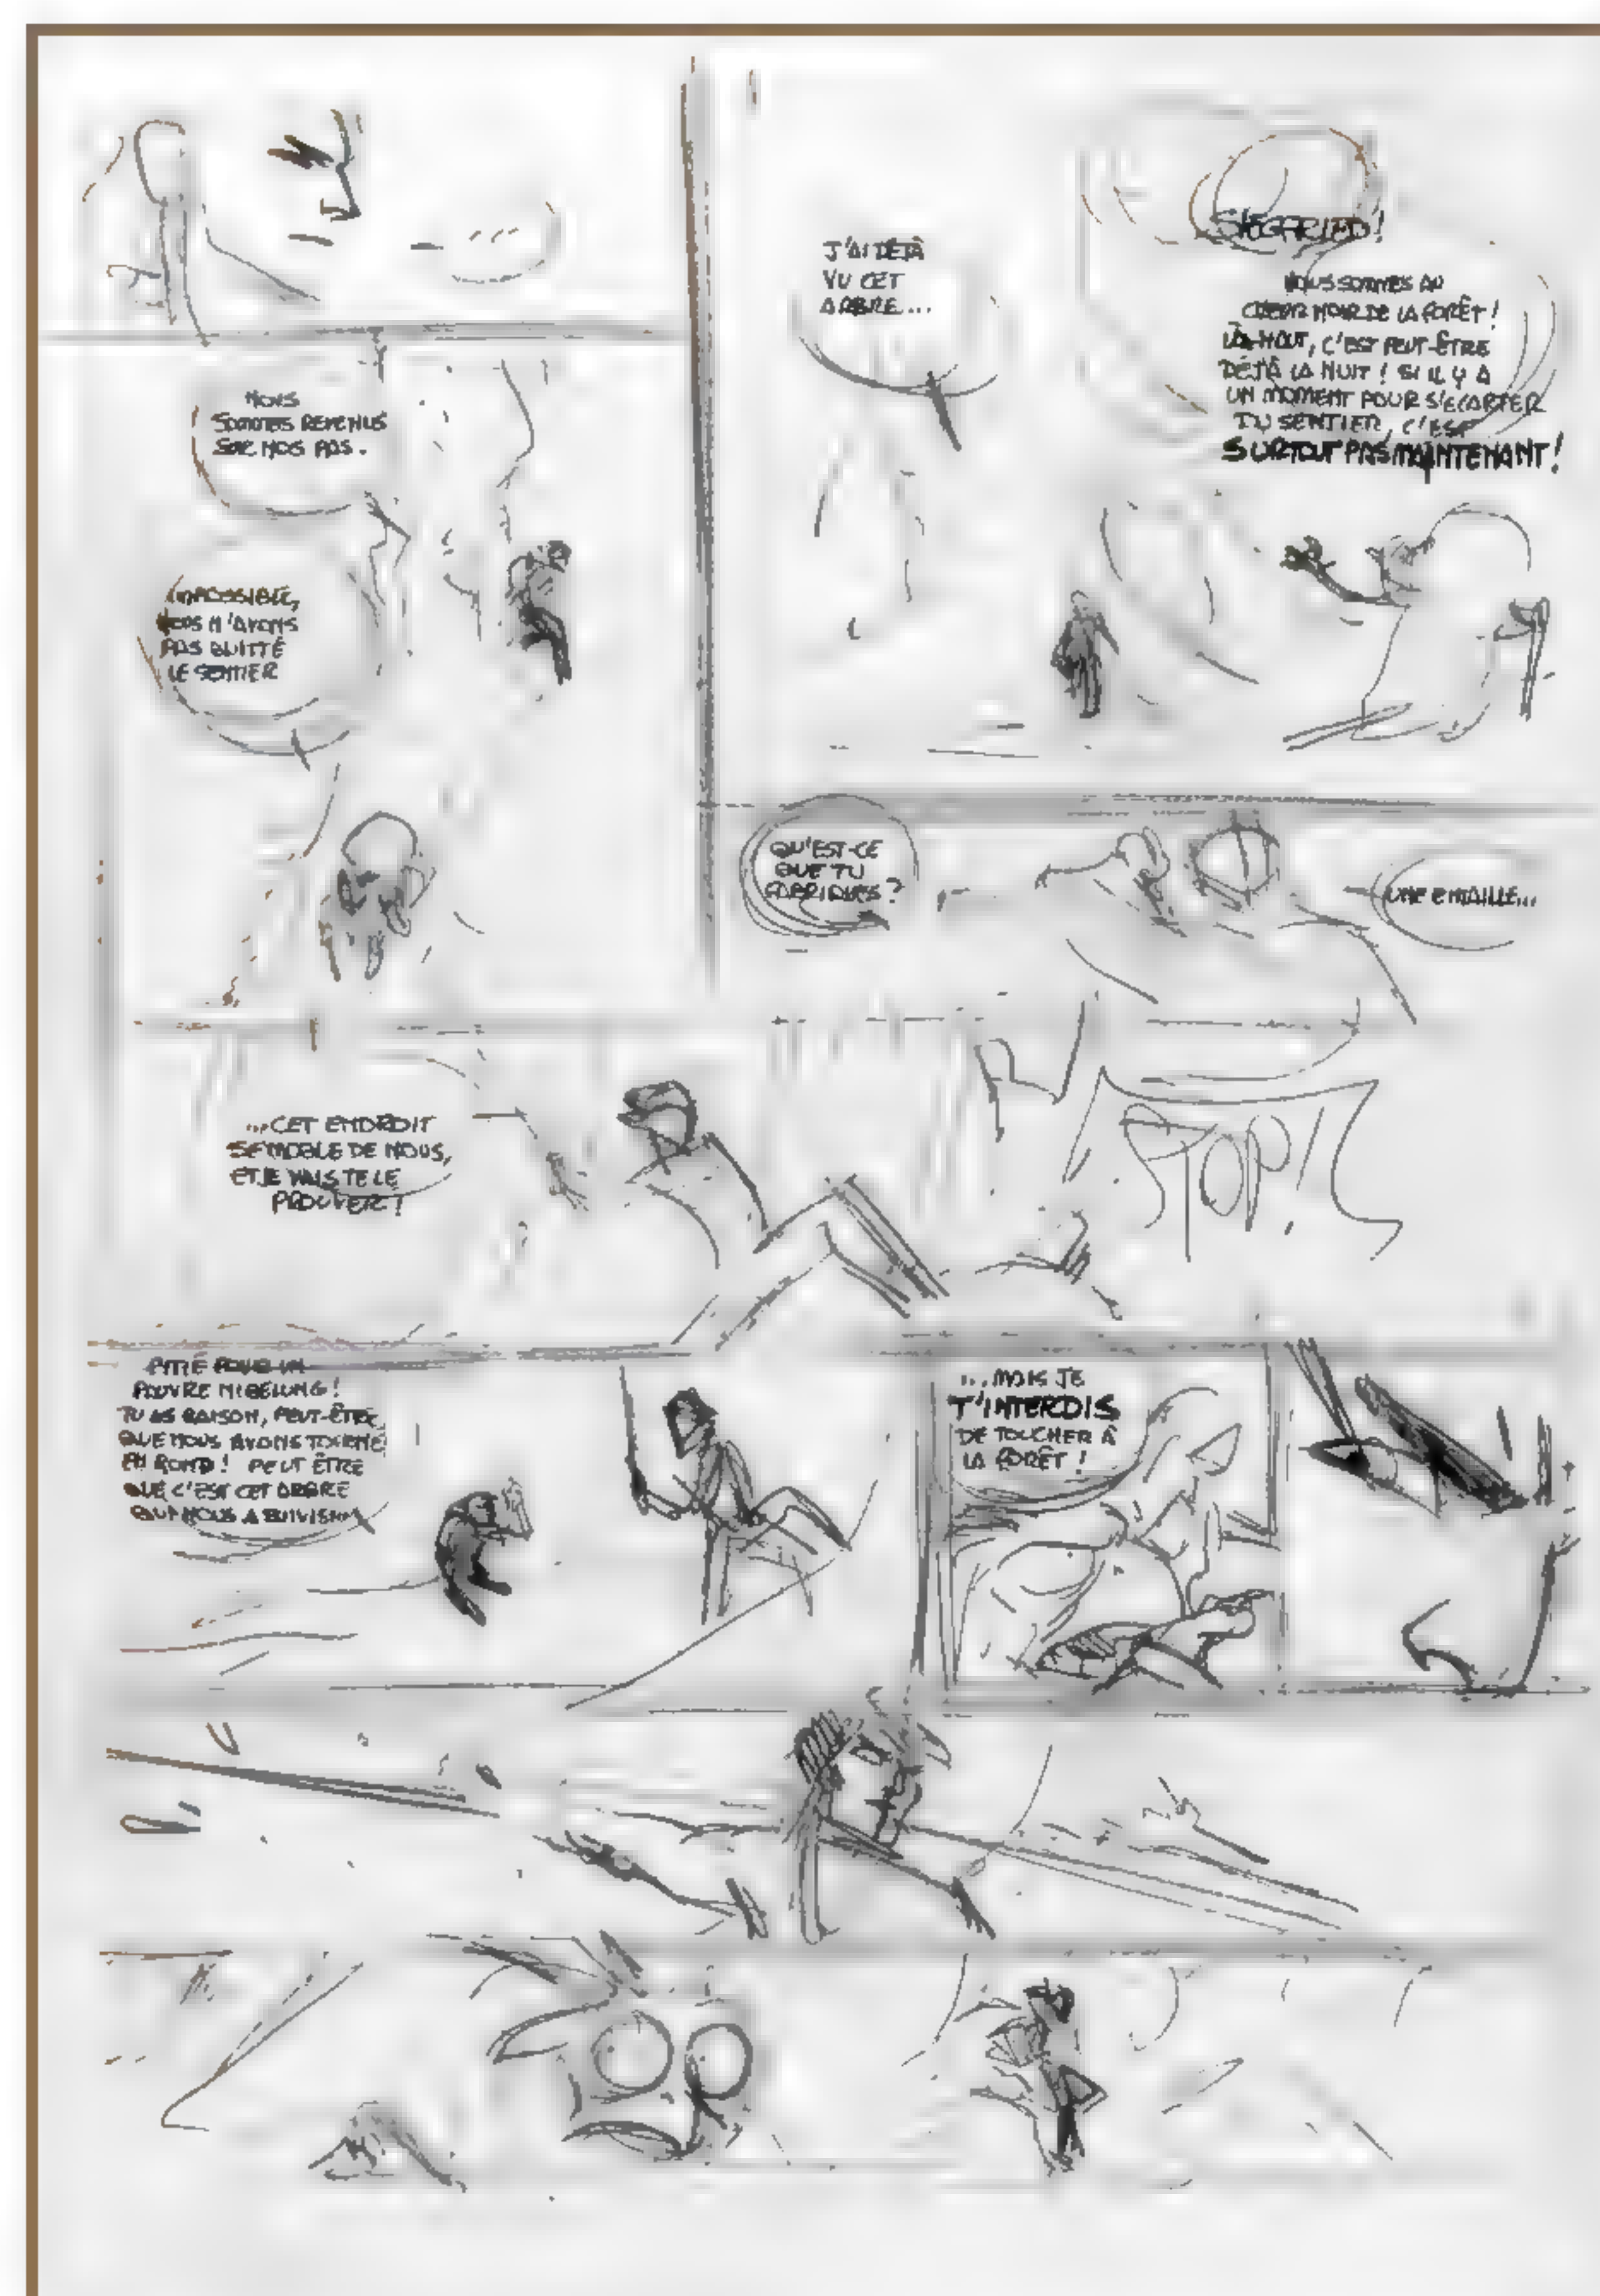 NOUS
SOMMES REVENUS
SUR NOS PAS.
IMPOSSIBLE,
NOUS N'AVONS
PAS QUITTÉ
LE SENTIER
J'AI DÉJÀ
VU CET
ARBRE...
SIEGFRIED!
NOUS SOMMES AU
CŒUR NOIR DE LA FORÊT!
LÀ-HAUT, C'EST PEUT-ÊTRE
DÉJÀ LA NUIT! SI IL Y A
UN MOMENT POUR S'ECARTER
DU SENTIER, C'EST
SURTOUT PAS MAINTENANT!
QU'EST-CE
QUE TU
FABRIQUES?
UNE ENTAILLE...
...CET ENDROIT
SE MOQUE DE NOUS,
ET JE VAIS TE LE
PROUVER!
STOP!
PITIÉ POUR UN
PAUVRE NIBELUNG!
TU AS RAISON, PEUT-ÊTRE
QUE NOUS AVONS TOURNÉ
EN ROND! PEUT ÊTRE
QUE C'EST CET ARBRE
QUI NOUS A SUIVIS
...MAIS JE
T'INTERDIS
DE TOUCHER À
LA FORÊT!